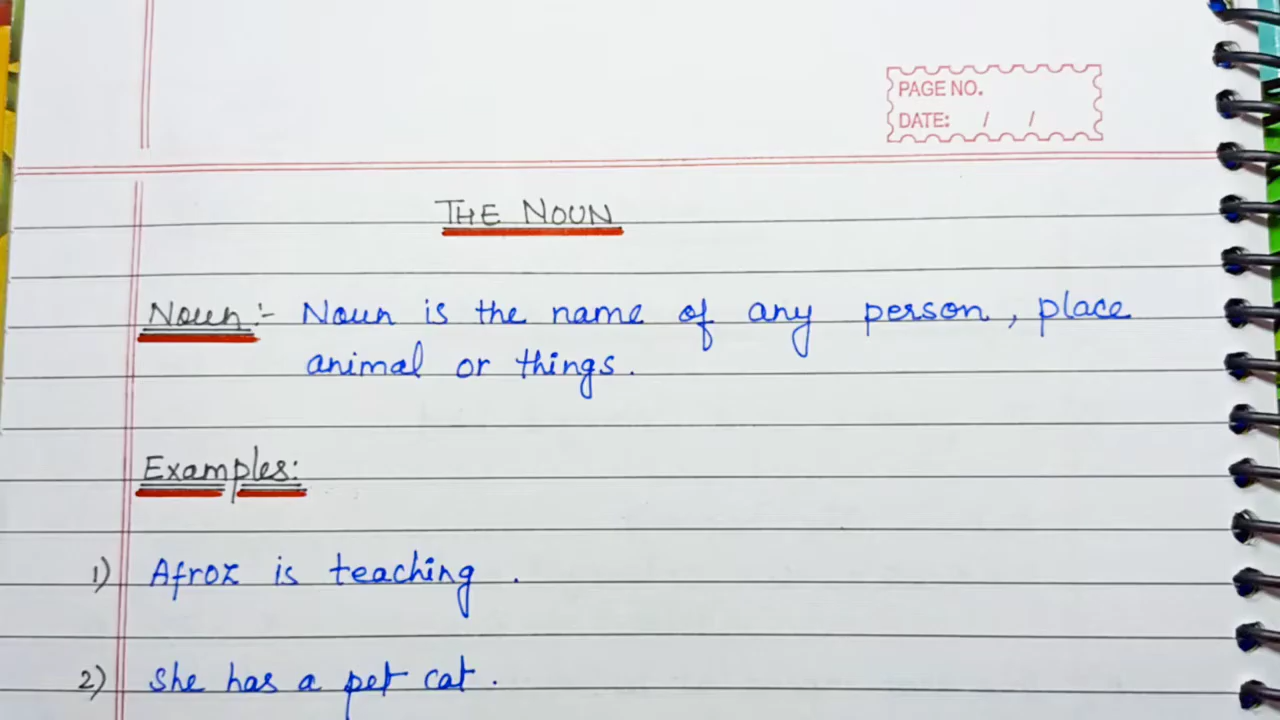 PAGE NO.
DATE: / /
THE NOUN
Noun :- Noun is the name of any person, place
animal or things.
Examples:
1) Afroz is teaching.
2) She has a pet cat.